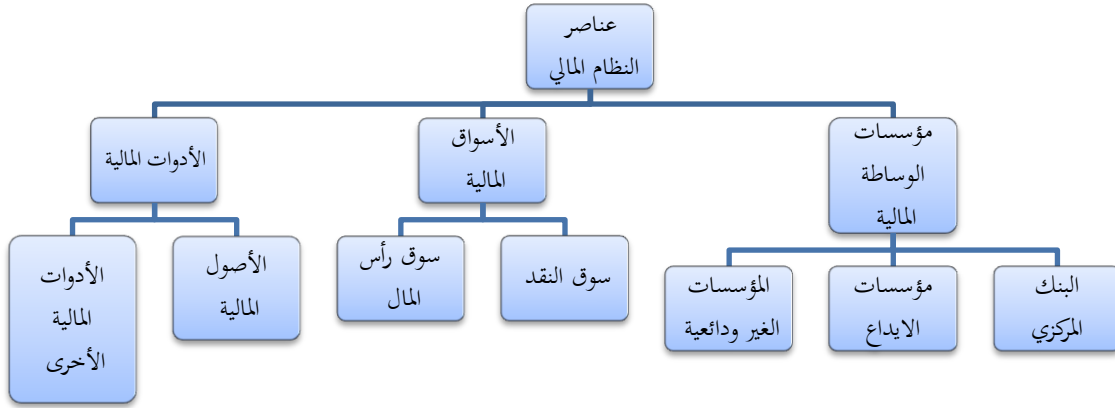 عناصر
النظام المالي
مؤسسات
الوساطة
المالية
الأسواق
المالية
الأدوات المالية
البنك
المركزي
مؤسسات
الايداع
المؤسسات
الغير ودائعية
سوق النقد
سوق رأس
المال
الأصول
المالية
الأدوات
المالية
الأخرى